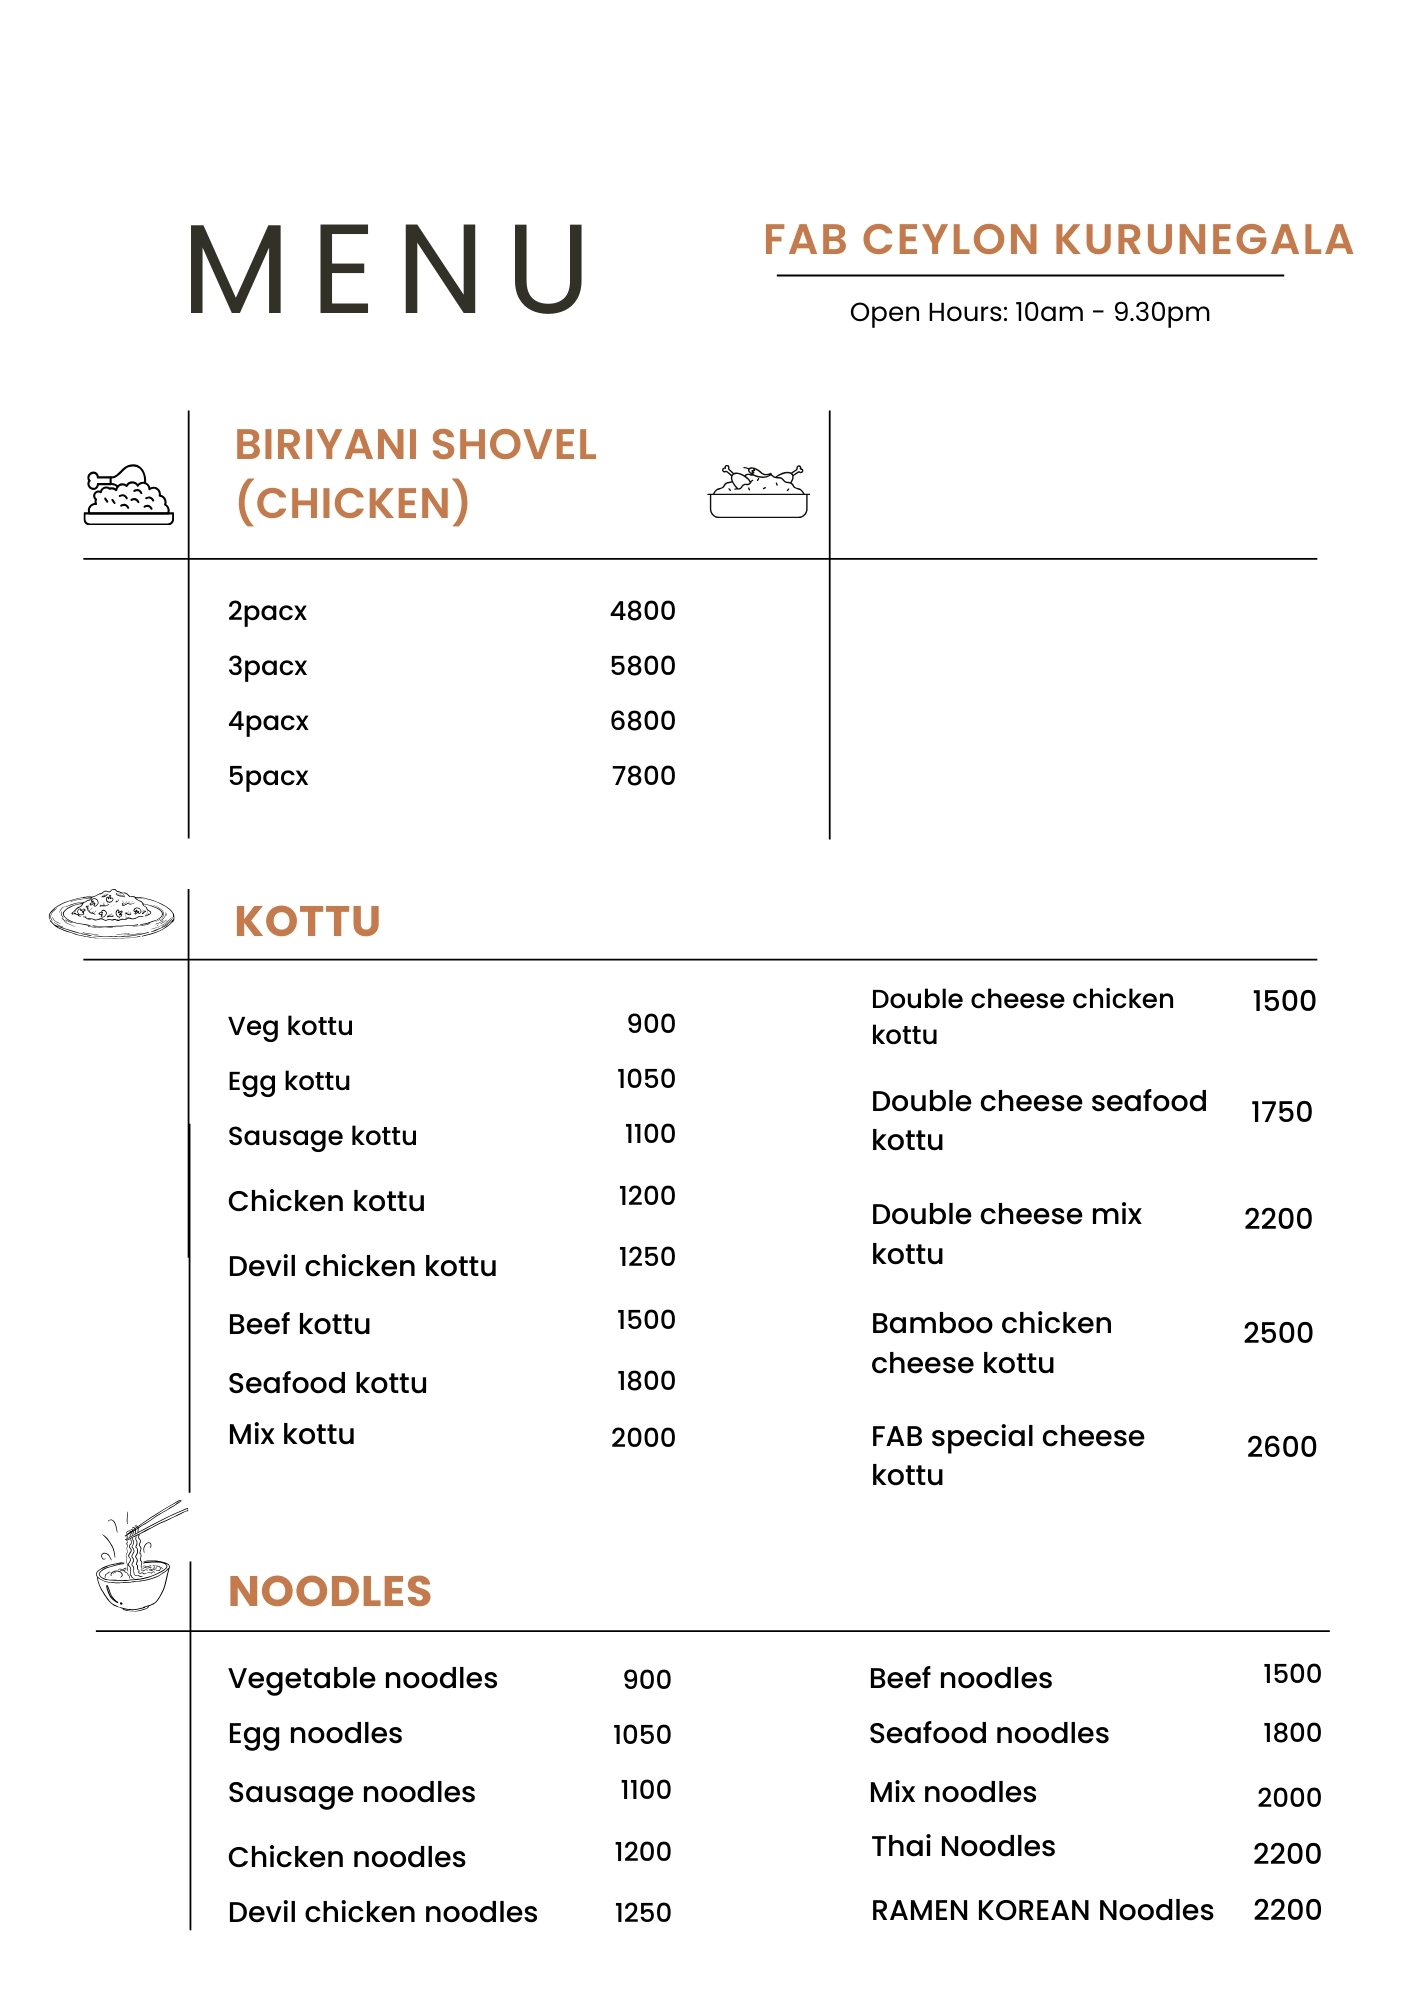 MENU
FAB CEYLON KURUNEGALA
Open Hours: 10am - 9.30pm
BIRIYANI SHOVEL
(CHICKEN)
2pacx 4800
3pacx 5800
4pacx 6800
5pacx 7800
KOTTU
Veg kottu 900
Egg kottu 1050
Sausage kottu 1100
Chicken kottu 1200
Devil chicken kottu 1250
Beef kottu 1500
Seafood kottu 1800
Mix kottu 2000
Double cheese chicken 1500
kottu
Double cheese seafood 1750
kottu
Double cheese mix 2200
kottu
Bamboo chicken 2500
cheese kottu
FAB special cheese 2600
kottu
NOODLES
Vegetable noodles 900
Egg noodles 1050
Sausage noodles 1100
Chicken noodles 1200
Devil chicken noodles 1250
Beef noodles 1500
Seafood noodles 1800
Mix noodles 2000
Thai Noodles 2200
RAMEN KOREAN Noodles 2200